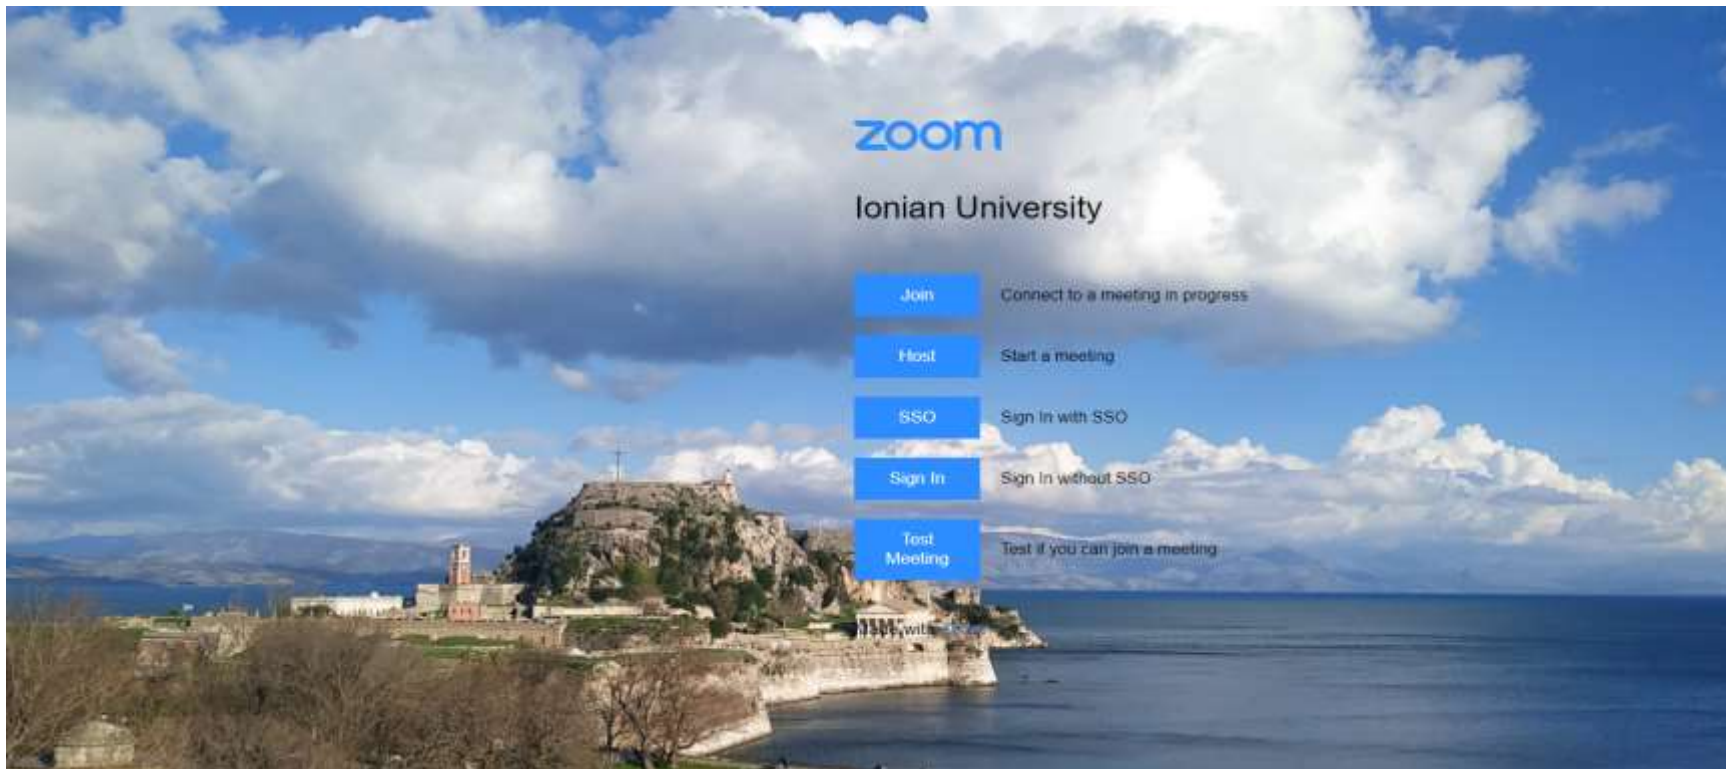 zoom
Ionian University
Join
Connect to a meeting in progress
Host
Start a meeting
SSO
Sign In with SSO
Sign In
Sign In without SSO
Test
Meeting
Test if you can join a meeting
with